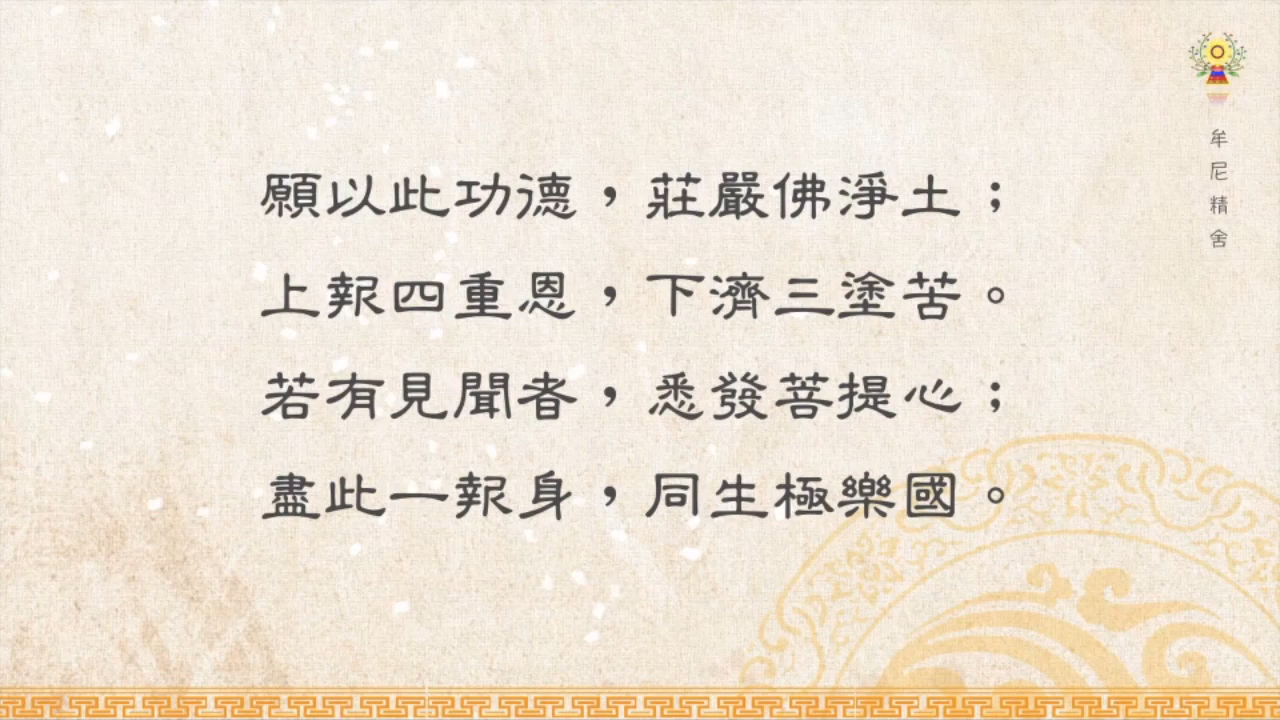 願以此功德，莊嚴佛淨土；
上報四重恩，下濟三塗苦。
若有見聞者，悉發菩提心；
盡此一報身，同生極樂國。
牟尼精舍